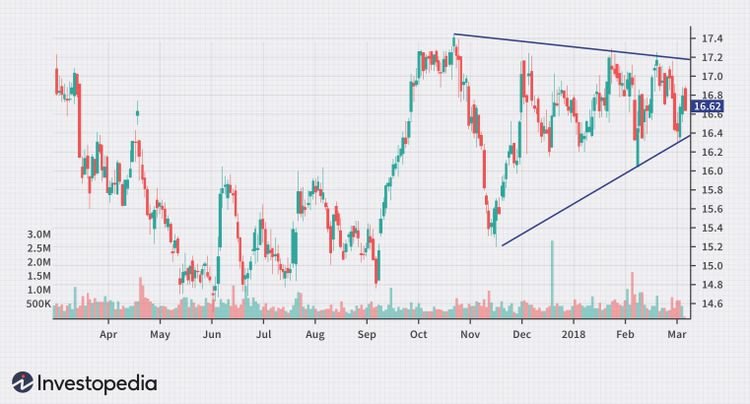 17.4
17.2
17.0
16.8
16.62
16.6
16.4
16.2
16.0
15.8
15.6
15.4
15.2
15.0
14.8
14.6
3.0M
2.5M
2.0M
1.5M
1.0M
500K
Apr May Jun Jul Aug Sep Oct Nov Dec 2018 Feb Mar
Investopedia